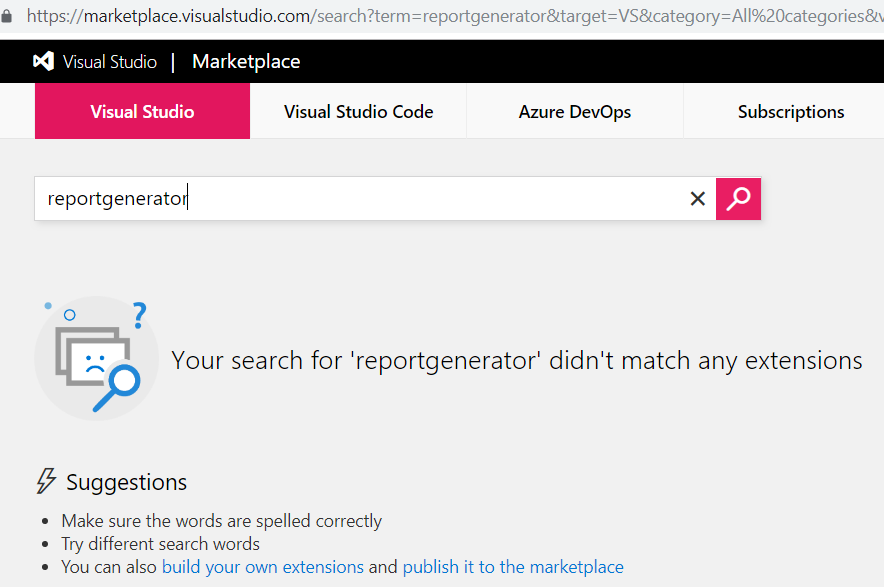 https://marketplace.visualstudio.com/search?term=reportgenerator&target=VS&category=All%20categories&v
Visual Studio | Marketplace
Visual Studio Visual Studio Code Azure DevOps Subscriptions
reportgenerator
?
Your search for 'reportgenerator' didn't match any extensions
Suggestions
• Make sure the words are spelled correctly
• Try different search words
• You can also build your own extensions and publish it to the marketplace